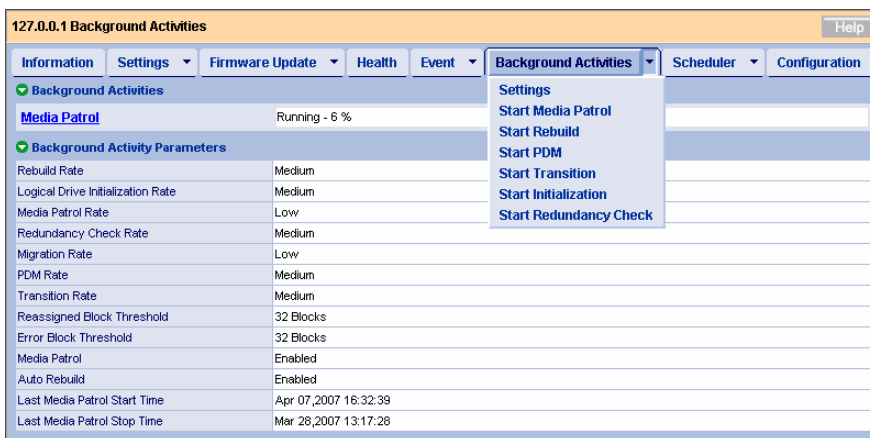 127.0.0.1 Background Activities Help
Information Settings Firmware Update Health Event Background Activities Scheduler Configuration
Background Activities
Media Patrol Running - 6 %
Settings
Start Media Patrol
Start Rebuild
Start PDM
Start Transition
Start Initialization
Start Redundancy Check
Background Activity Parameters
Rebuild Rate Medium
Logical Drive Initialization Rate Medium
Media Patrol Rate Low
Redundancy Check Rate Medium
Migration Rate Low
PDM Rate Medium
Transition Rate Medium
Reassigned Block Threshold 32 Blocks
Error Block Threshold 32 Blocks
Media Patrol Enabled
Auto Rebuild Enabled
Last Media Patrol Start Time Apr 07,2007 16:32:39
Last Media Patrol Stop Time Mar 28,2007 13:17:28